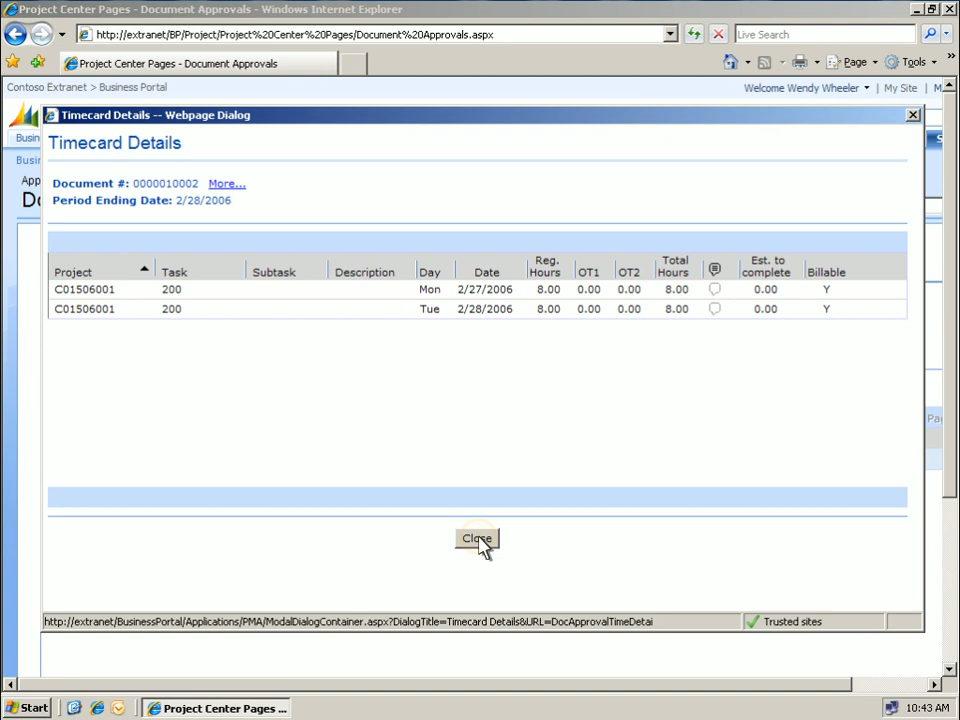 Project Center Pages - Document Approvals - Windows Internet Explorer
http://extranet/BP/Project/Project%20Center%20Pages/Document%20Approvals.aspx
Live Search
Project Center Pages - Document Approvals
Page
Tools
Contoso Extranet > Business Portal
Welcome Wendy Wheeler
My Site
Timecard Details -- Webpage Dialog
Timecard Details
Document #: 0000010002 More...
Period Ending Date: 2/28/2006
Project Task Subtask Description Day Date Reg. Hours OT1 OT2 Total Hours Est. to complete Billable
C01506001 200 Mon 2/27/2006 8.00 0.00 0.00 8.00 0.00 Y
C01506001 200 Tue 2/28/2006 8.00 0.00 0.00 8.00 0.00 Y
Close
http://extranet/BusinessPortal/Applications/PMA/ModalDialogContainer.aspx?DialogTitle=Timecard Details&URL=DocApprovalTimeDetai
Trusted sites
Start
Project Center Pages ...
10:43 AM